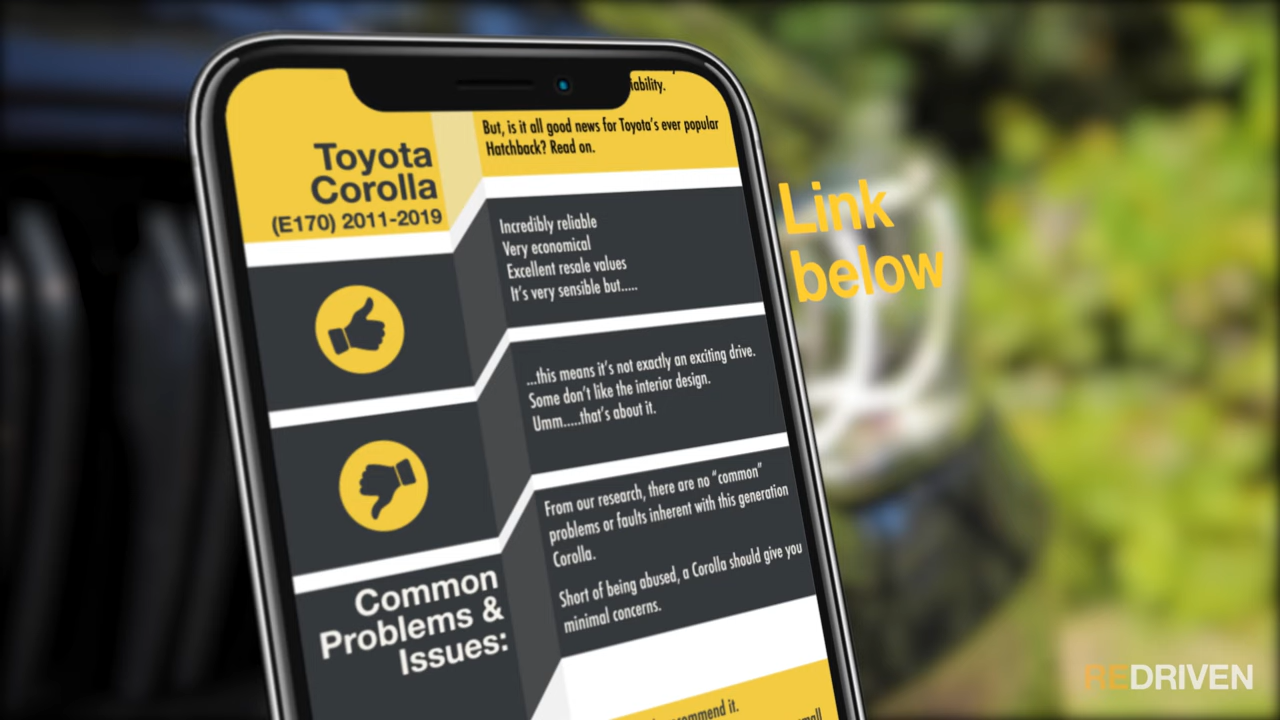 iability.
But, is it all good news for Toyota's ever popular
Hatchback? Read on.
Toyota
Corolla
(E170) 2011-2019
Incredibly reliable
Very economical
Excellent resale values
It's very sensible but.....
...this means it's not exactly an exciting drive.
Some don't like the interior design.
Umm.....that's about it.
Common
Problems &
Issues:
From our research, there are no "common"
problems or faults inherent with this generation
Corolla.
Short of being abused, a Corolla should give you
minimal concerns.
ommend it.
mall
Link
below
REDRIVEN